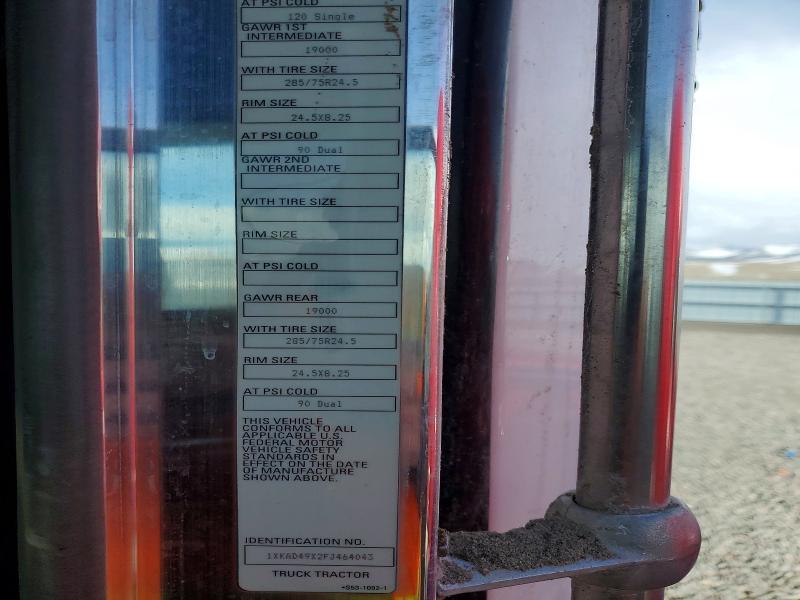 AT PSI COLD
120 Single
GAWR 1ST
INTERMEDIATE
19000
WITH TIRE SIZE
285/75R24.5
RIM SIZE
24.5X8.25
AT PSI COLD
90 Dual
GAWR 2ND
INTERMEDIATE
WITH TIRE SIZE
RIM SIZE
AT PSI COLD
GAWR REAR
19000
WITH TIRE SIZE
285/75R24.5
RIM SIZE
24.5X8.25
AT PSI COLD
90 Dual
THIS VEHICLE
CONFORMS TO ALL
APPLICABLE U.S.
FEDERAL MOTOR
VEHICLE SAFETY
STANDARDS IN
EFFECT ON THE DATE
OF MANUFACTURE
SHOWN ABOVE.
IDENTIFICATION NO.
1XKAD49X2FJ464043
TRUCK TRACTOR
+S53-1092-1